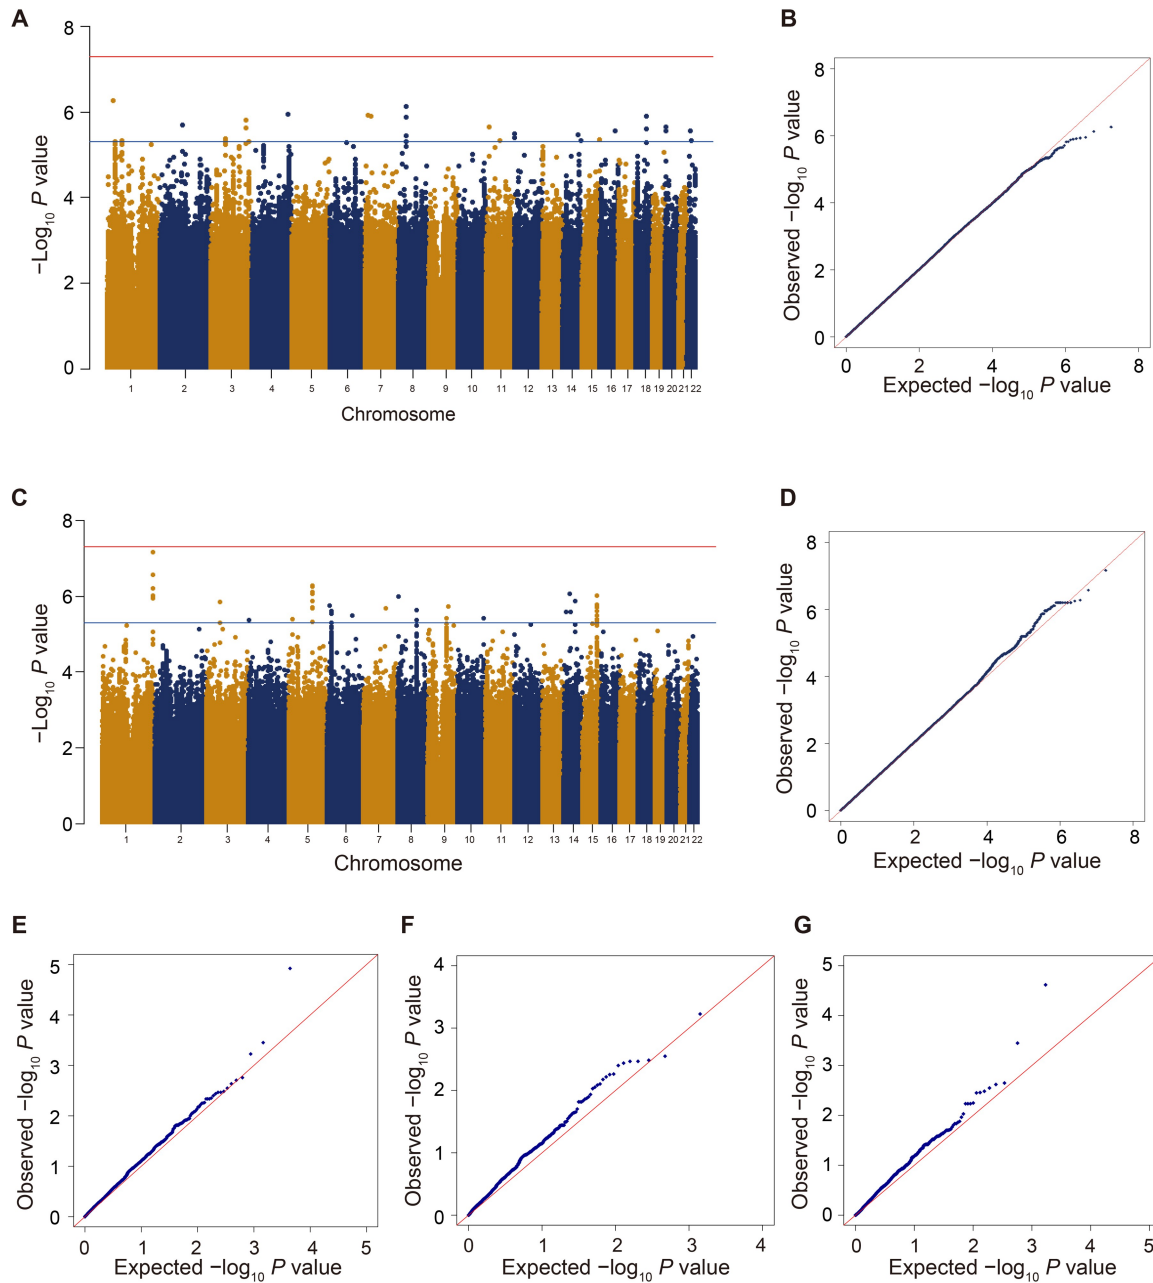 A
8
6
4
2
0
−Log10 P value
1 2 3 4 5 6 7 8 9 10 11 12 13 14 15 16 17 18 19 20 21 22
Chromosome
B
8
6
4
2
0
Observed −log10 P value
0 2 4 6 8
Expected −log10 P value
C
8
6
4
2
0
−Log10 P value
1 2 3 4 5 6 7 8 9 10 11 12 13 14 15 16 17 18 19 20 21 22
Chromosome
D
8
6
4
2
0
Observed −log10 P value
0 2 4 6 8
Expected −log10 P value
E
5
4
3
2
1
0
Observed −log10 P value
0 1 2 3 4 5
Expected −log10 P value
F
4
3
2
1
0
Observed −log10 P value
0 1 2 3 4
Expected −log10 P value
G
5
4
3
2
1
0
Observed −log10 P value
0 1 2 3 4 5
Expected −log10 P value